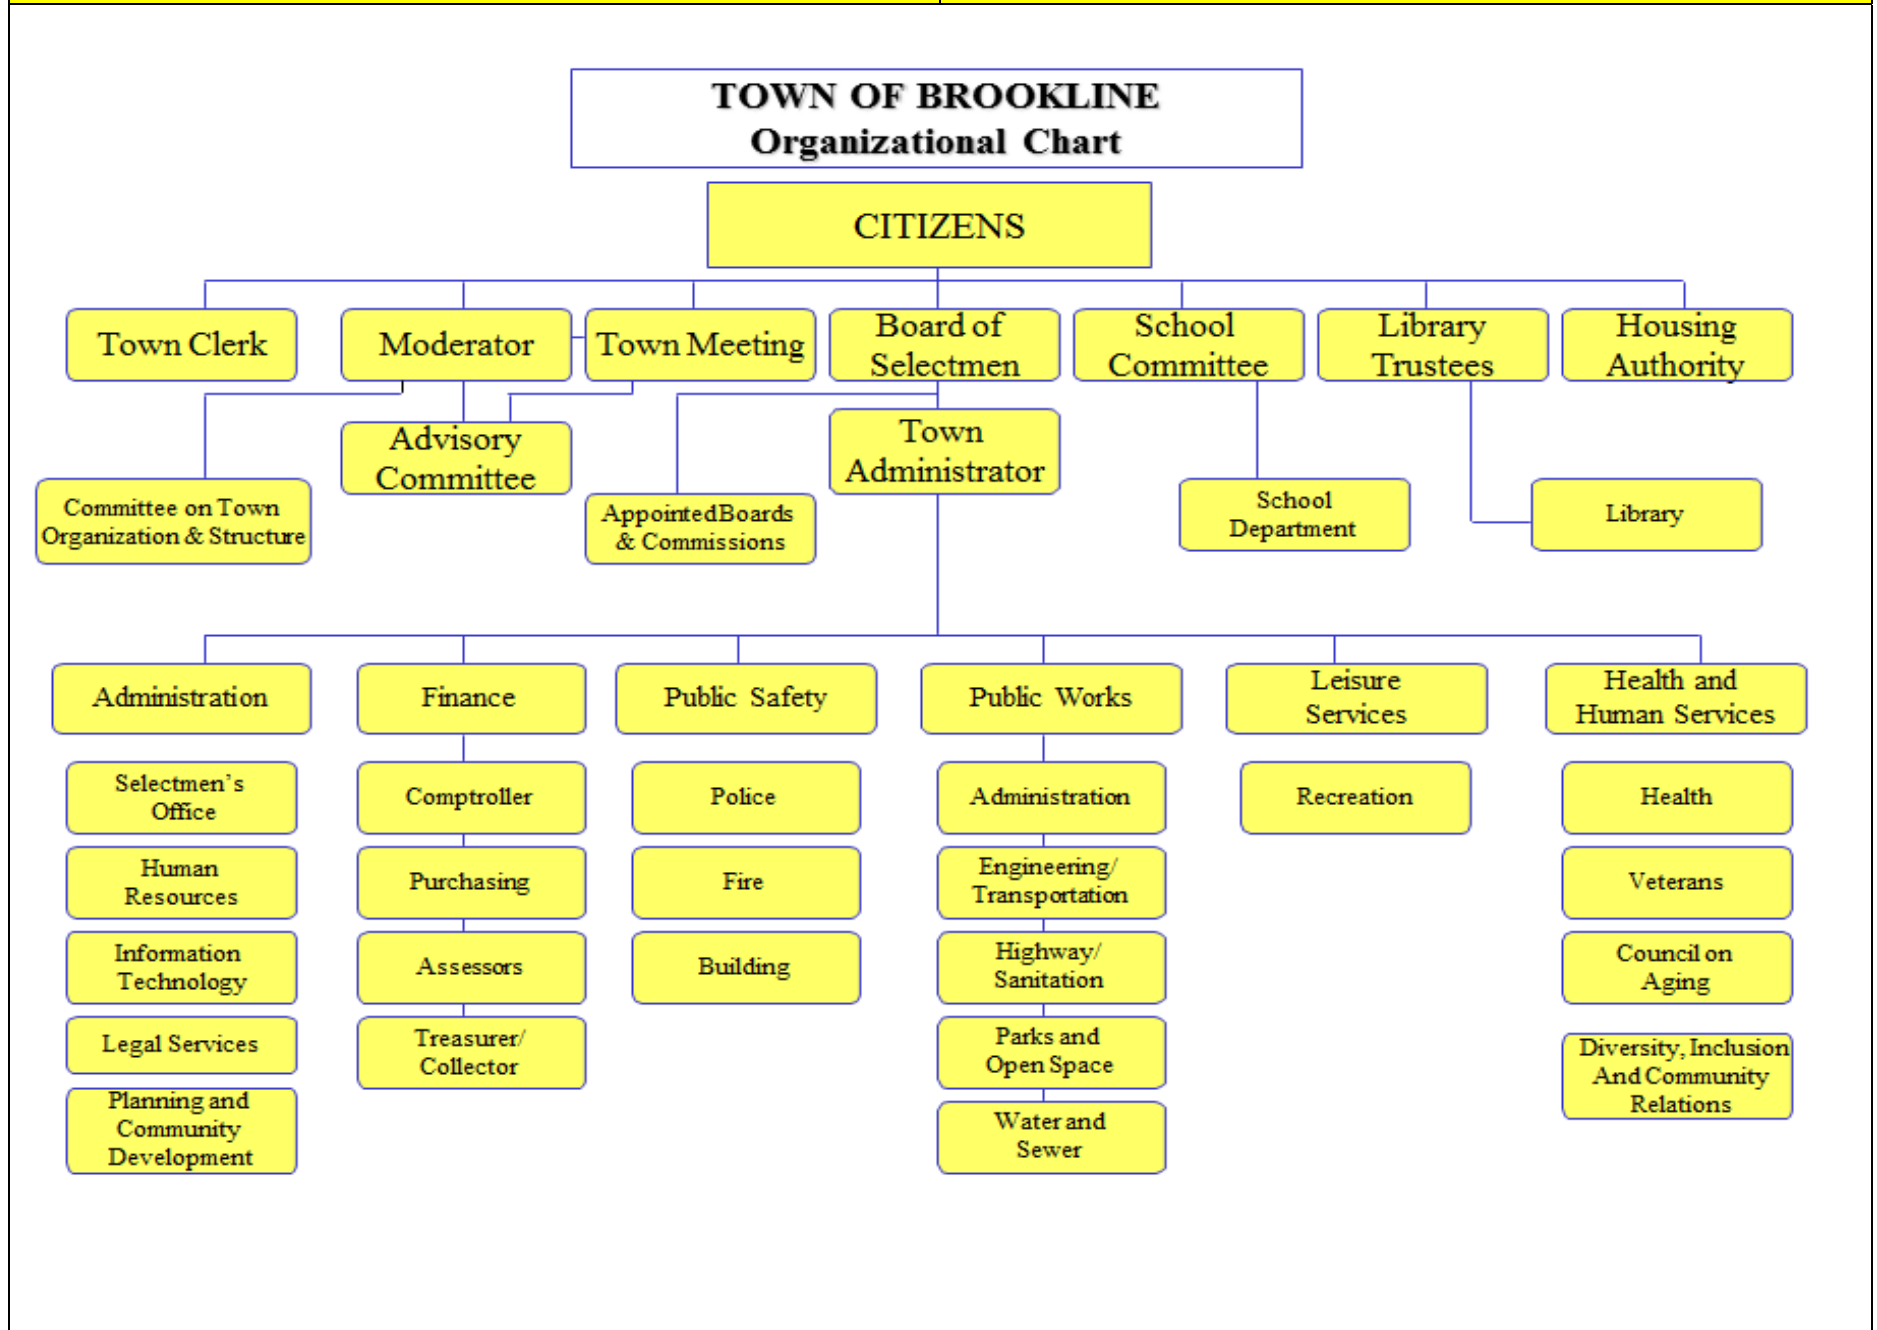 TOWN OF BROOKLINE
Organizational Chart
CITIZENS
Town Clerk
Moderator
Town Meeting
Board of
Selectmen
School
Committee
Library
Trustees
Housing
Authority
Advisory
Committee
Town
Administrator
Committee on Town
Organization & Structure
Appointed Boards
& Commissions
School
Department
Library
Administration
Finance
Public Safety
Public Works
Leisure
Services
Health and
Human Services
Selectmen's
Office
Human
Resources
Information
Technology
Legal Services
Planning and
Community
Development
Comptroller
Purchasing
Assessors
Treasurer/
Collector
Police
Fire
Building
Administration
Engineering/
Transportation
Highway/
Sanitation
Parks and
Open Space
Water and
Sewer
Recreation
Health
Veterans
Council on
Aging
Diversity, Inclusion
And Community
Relations